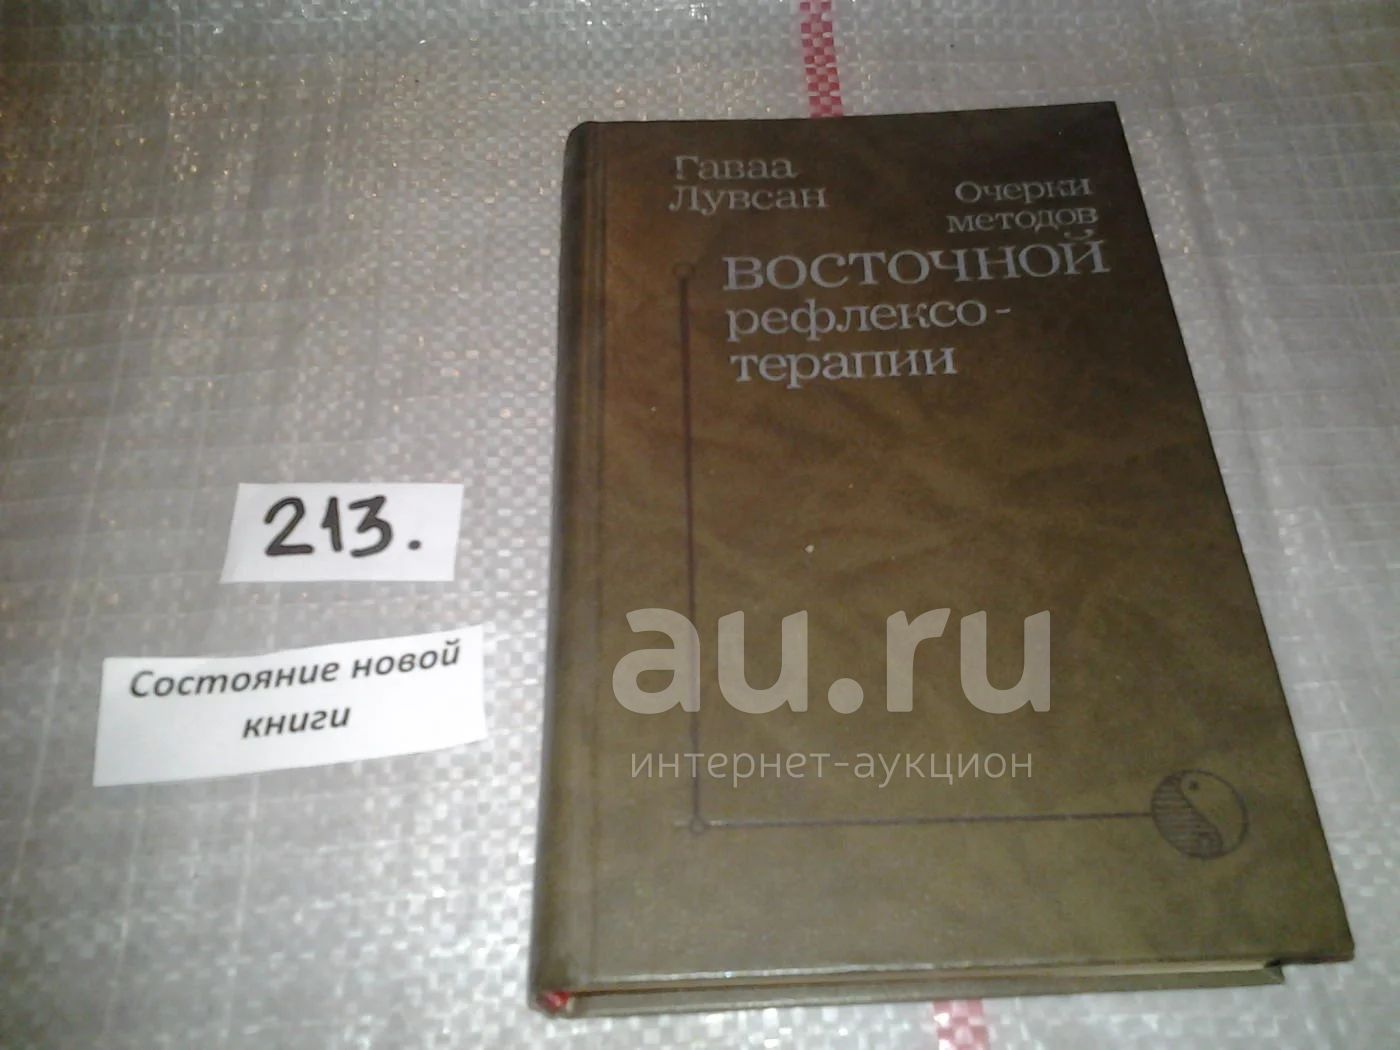 Гаваа
Лувсан
Очерки
методов
ВОСТОЧНОЙ
рефлексо-
терапии
213.
Состояние новой
книги
au.ru
интернет-аукцион